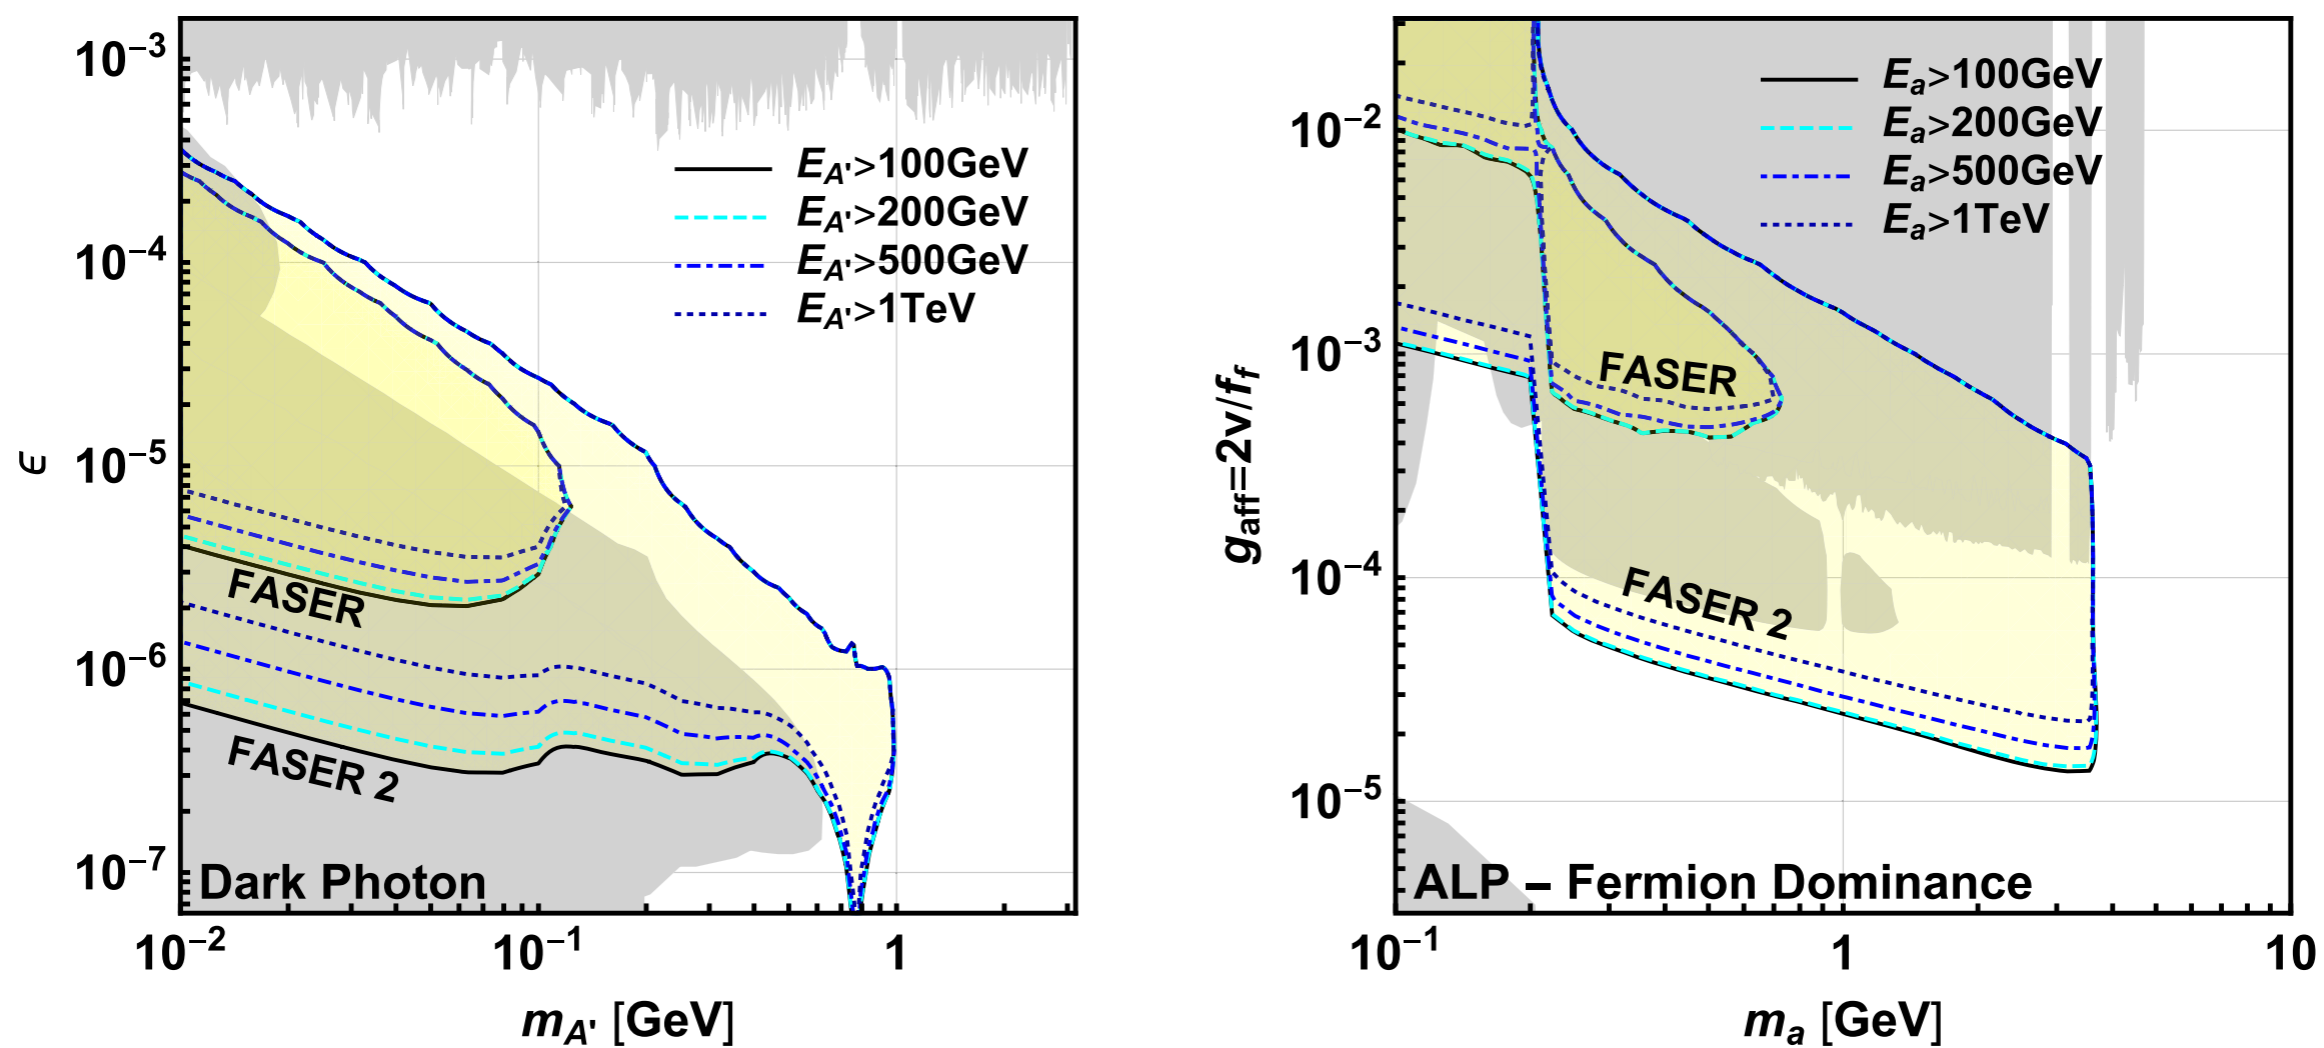 10⁻³
10⁻⁴
10⁻⁵
10⁻⁶
10⁻⁷
ϵ
E_A'>100GeV
E_A'>200GeV
E_A'>500GeV
E_A'>1TeV
FASER
FASER 2
Dark Photon
10⁻² 10⁻¹ 1
m_A' [GeV]
10⁻²
10⁻³
10⁻⁴
10⁻⁵
g_aff=2v/f_f
E_a>100GeV
E_a>200GeV
E_a>500GeV
E_a>1TeV
FASER
FASER 2
ALP – Fermion Dominance
10⁻¹ 1 10
m_a [GeV]